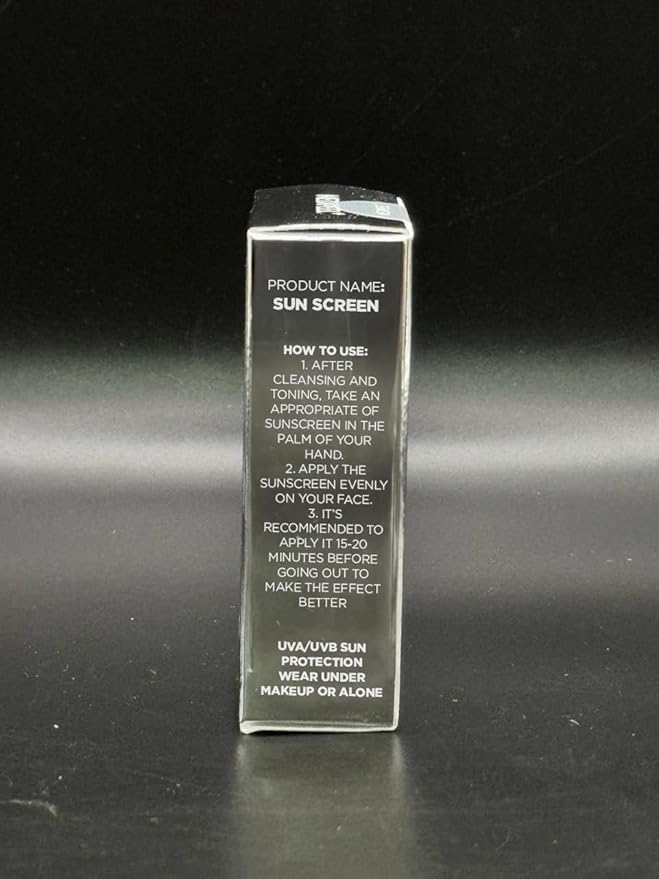 PRODUCT NAME:
SUN SCREEN
HOW TO USE:
1. AFTER
CLEANSING AND
TONING, TAKE AN
APPROPRIATE OF
SUNSCREEN IN THE
PALM OF YOUR
HAND.
2. APPLY THE
SUNSCREEN EVENLY
ON YOUR FACE.
3. IT'S
RECOMMENDED TO
APPLY IT 15-20
MINUTES BEFORE
GOING OUT TO
MAKE THE EFFECT
BETTER
UVA/UVB SUN
PROTECTION
WEAR UNDER
MAKEUP OR ALONE